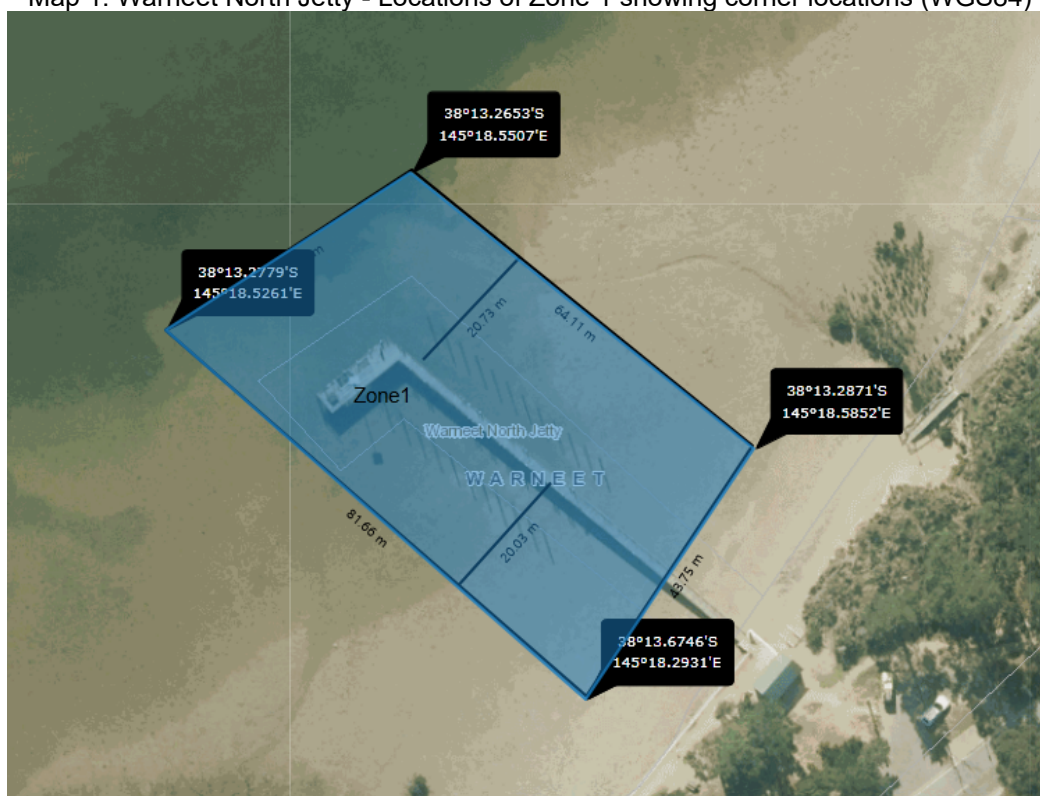 Map 1: Warneet North Jetty - Locations of Zone 1 showing corner locations (WGS84)
38°13.2653'S
145°18.5507'E
m
38°13.2779'S
145°18.5261'E
20.73 m
64.11 m
38°13.2871'S
145°18.5852'E
Zone1
Warneet North Jetty
WARNEET
81.66 m
20.03 m
43.75 m
38°13.6746'S
145°18.2931'E